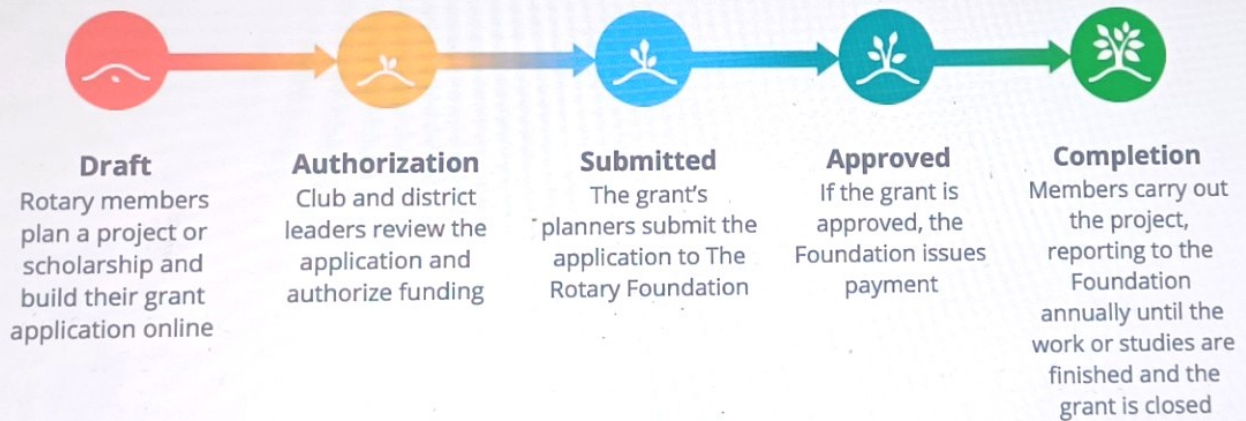 Draft
Rotary members
plan a project or
scholarship and
build their grant
application online
Authorization
Club and district
leaders review the
application and
authorize funding
Submitted
The grant's
planners submit the
application to The
Rotary Foundation
Approved
If the grant is
approved, the
Foundation issues
payment
Completion
Members carry out
the project,
reporting to the
Foundation
annually until the
work or studies are
finished and the
grant is closed